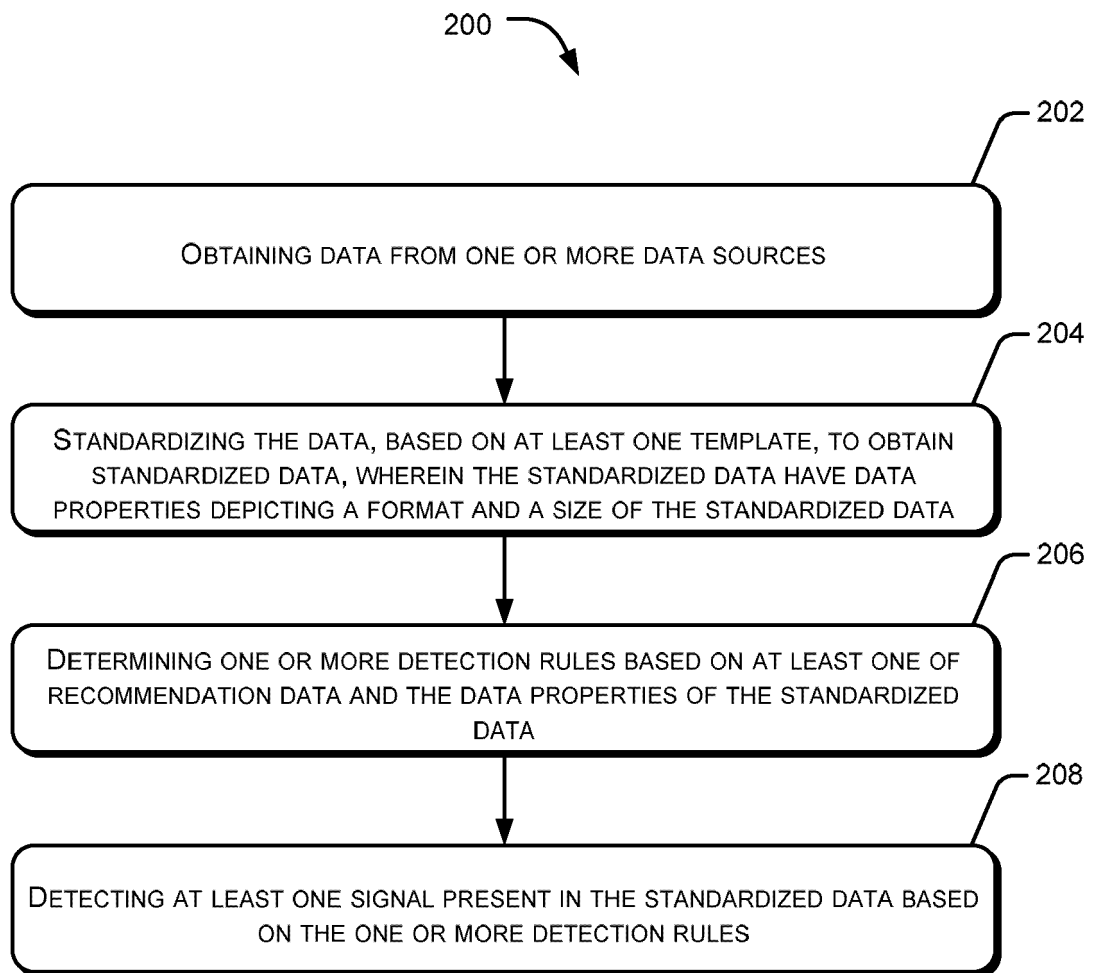 200
202
OBTAINING DATA FROM ONE OR MORE DATA SOURCES
204
STANDARDIZING THE DATA, BASED ON AT LEAST ONE TEMPLATE, TO OBTAIN
STANDARDIZED DATA, WHEREIN THE STANDARDIZED DATA HAVE DATA
PROPERTIES DEPICTING A FORMAT AND A SIZE OF THE STANDARDIZED DATA
206
DETERMINING ONE OR MORE DETECTION RULES BASED ON AT LEAST ONE OF
RECOMMENDATION DATA AND THE DATA PROPERTIES OF THE STANDARDIZED
DATA
208
DETECTING AT LEAST ONE SIGNAL PRESENT IN THE STANDARDIZED DATA BASED
ON THE ONE OR MORE DETECTION RULES